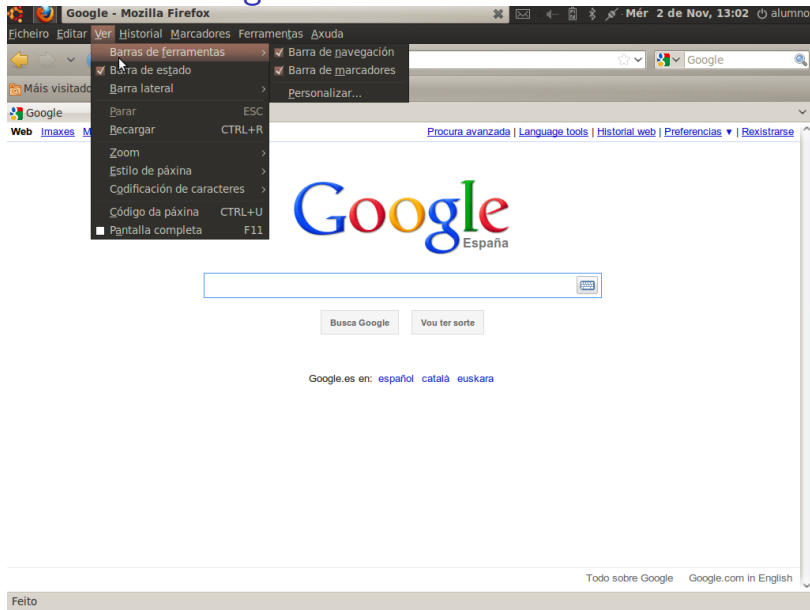 Google - Mozilla Firefox
Mér 2 de Nov, 13:02 alumno
Ficheiro Editar Ver Historial Marcadores Ferramentas Axuda
Barras de ferramentas
Barra de navegación
Google
Barra de estado
Barra de marcadores
Máis visitado
Barra lateral
Personalizar...
Google
Parar ESC
Web Imaxes M
Recargar CTRL+R
Procura avanzada | Language tools | Historial web | Preferencias ▼ | Rexistrarse
Zoom
Estilo de páxina
Codificación de caracteres
Código da páxina CTRL+U
Pantalla completa F11
Google
España
Busca Google Vou ter sorte
Google.es en: español català euskara
Todo sobre Google Google.com in English
Feito